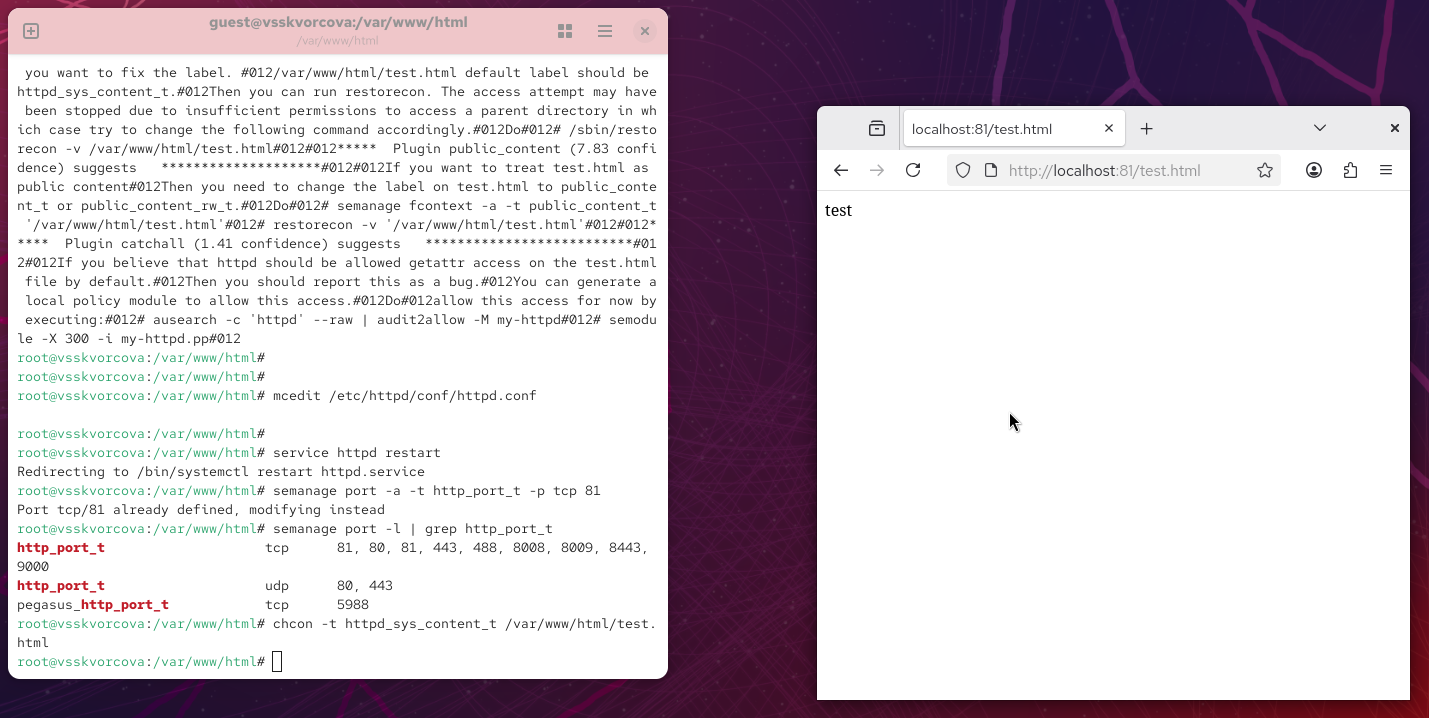 guest@vsskvorcova:/var/www/html
/var/www/html
you want to fix the label. #012/var/www/html/test.html default label should be
httpd_sys_content_t.#012Then you can run restorecon. The access attempt may have
been stopped due to insufficient permissions to access a parent directory in wh
ich case try to change the following command accordingly.#012Do#012# /sbin/resto
recon -v /var/www/html/test.html#012#012*****  Plugin public_content (7.83 confi
dence) suggests   ********************#012#012If you want to treat test.html as
public content#012Then you need to change the label on test.html to public_conte
nt_t or public_content_rw_t.#012Do#012# semanage fcontext -a -t public_content_t
'/var/www/html/test.html'#012# restorecon -v '/var/www/html/test.html'#012#012*
****  Plugin catchall (1.41 confidence) suggests   **************************#01
2#012If you believe that httpd should be allowed getattr access on the test.html
file by default.#012Then you should report this as a bug.#012You can generate a
local policy module to allow this access.#012Do#012allow this access for now by
executing:#012# ausearch -c 'httpd' --raw | audit2allow -M my-httpd#012# semodu
le -X 300 -i my-httpd.pp#012
root@vsskvorcova:/var/www/html#
root@vsskvorcova:/var/www/html#
root@vsskvorcova:/var/www/html# mcedit /etc/httpd/conf/httpd.conf
root@vsskvorcova:/var/www/html#
root@vsskvorcova:/var/www/html# service httpd restart
Redirecting to /bin/systemctl restart httpd.service
root@vsskvorcova:/var/www/html# semanage port -a -t http_port_t -p tcp 81
Port tcp/81 already defined, modifying instead
root@vsskvorcova:/var/www/html# semanage port -l | grep http_port_t
http_port_t                    tcp      81, 80, 81, 443, 488, 8008, 8009, 8443,
9000
http_port_t                    udp      80, 443
pegasus_http_port_t            tcp      5988
root@vsskvorcova:/var/www/html# chcon -t httpd_sys_content_t /var/www/html/test.
html
root@vsskvorcova:/var/www/html#
localhost:81/test.html
http://localhost:81/test.html
test